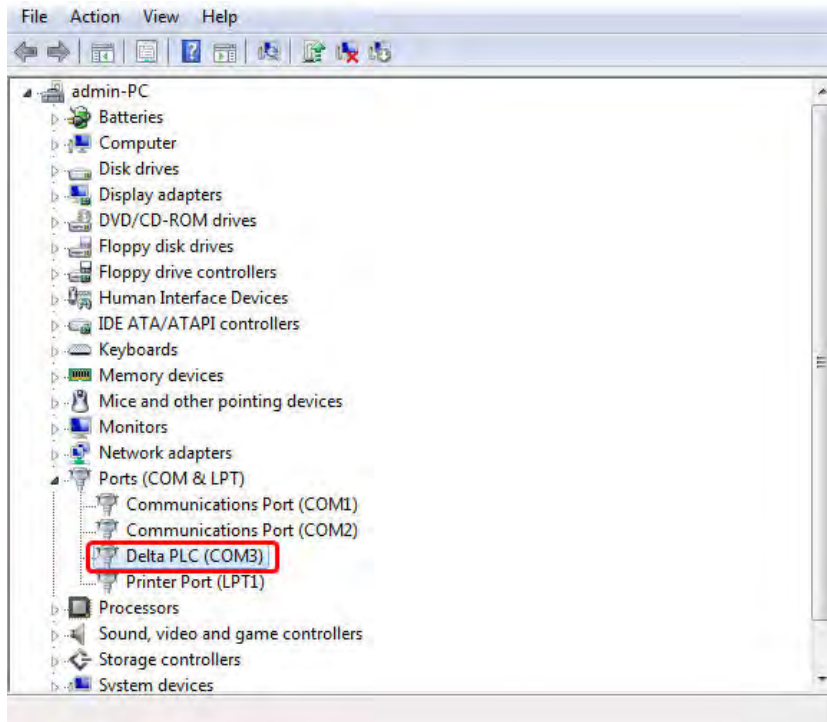 File Action View Help
admin-PC
Batteries
Computer
Disk drives
Display adapters
DVD/CD-ROM drives
Floppy disk drives
Floppy drive controllers
Human Interface Devices
IDE ATA/ATAPI controllers
Keyboards
Memory devices
Mice and other pointing devices
Monitors
Network adapters
Ports (COM & LPT)
Communications Port (COM1)
Communications Port (COM2)
Delta PLC (COM3)
Printer Port (LPT1)
Processors
Sound, video and game controllers
Storage controllers
System devices